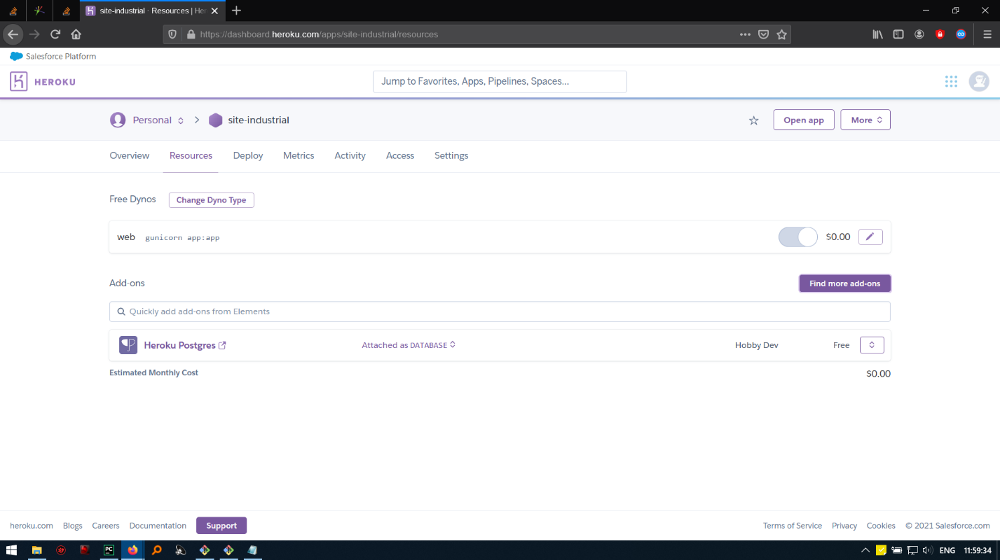 site-industrial · Resources | Her
https://dashboard.heroku.com/apps/site-industrial/resources
Salesforce Platform
HEROKU
Jump to Favorites, Apps, Pipelines, Spaces...
Personal > site-industrial
Open app
More
Overview Resources Deploy Metrics Activity Access Settings
Free Dynos
Change Dyno Type
web gunicorn app:app $0.00
Add-ons
Find more add-ons
Quickly add add-ons from Elements
Heroku Postgres Attached as DATABASE Hobby Dev Free
Estimated Monthly Cost $0.00
heroku.com Blogs Careers Documentation Support Terms of Service Privacy Cookies © 2021 Salesforce.com
PC
ENG 11:59:34